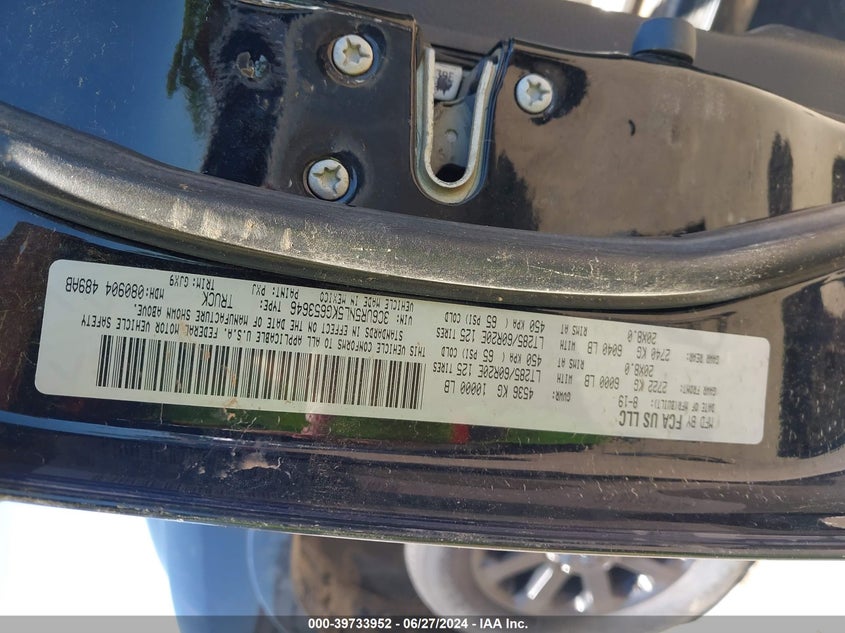 MFD BY FCA US LLC
DATE OF MFR(BUILT): 8-19
GVWR: 4536 KG 10000 LB
GAWR FRONT: 2722 KG 6000 LB WITH LT285/60R20E 125 TIRES
20X8.0 RIMS AT 450 KPA ( 65 PSI) COLD
GAWR REAR: 2740 KG 6040 LB WITH LT285/60R20E 125 TIRES
20X8.0 RIMS AT 450 KPA ( 65 PSI) COLD
THIS VEHICLE CONFORMS TO ALL APPLICABLE U.S.A. FEDERAL MOTOR VEHICLE SAFETY
STANDARDS IN EFFECT ON THE DATE OF MANUFACTURE SHOWN ABOVE.
VIN: 3C6UR5NLXKG653646 TYPE: TRUCK MDH:080904 489AB
VEHICLE MADE IN MEXICO PAINT: PXJ TRIM: GJX9
---- 39733952 - 06/27/2024 - IAA Inc. ----